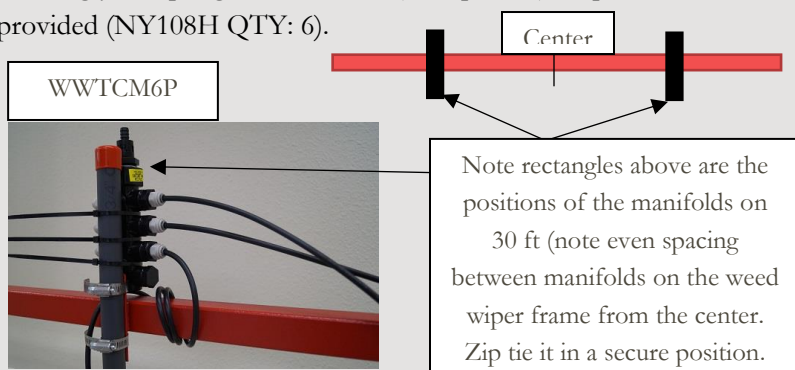 provided (NY108H QTY: 6).
Center
WWTCM6P
Note rectangles above are the
positions of the manifolds on
30 ft (note even spacing
between manifolds on the weed
wiper frame from the center.
Zip tie it in a secure position.